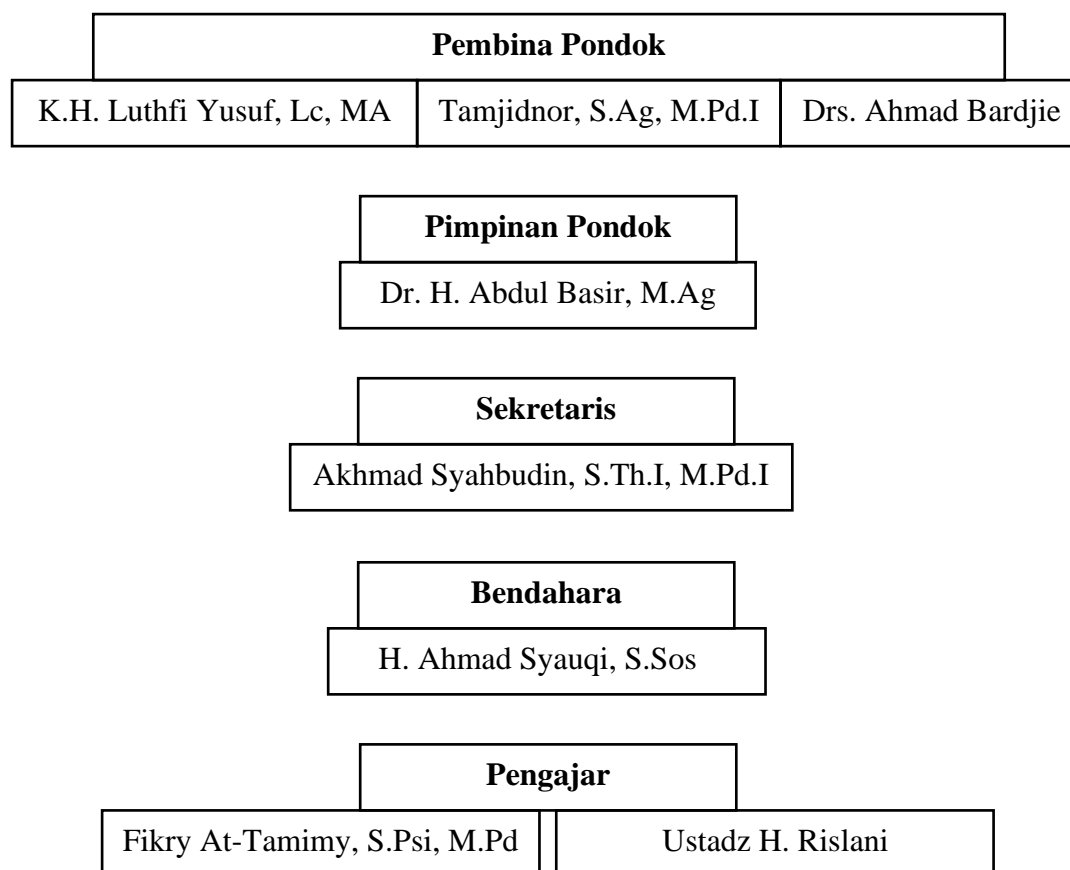 Pembina Pondok
K.H. Luthfi Yusuf, Lc, MA Tamjidnor, S.Ag, M.Pd.I Drs. Ahmad Bardjie
Pimpinan Pondok
Dr. H. Abdul Basir, M.Ag
Sekretaris
Akhmad Syahbudin, S.Th.I, M.Pd.I
Bendahara
H. Ahmad Syauqi, S.Sos
Pengajar
Fikry At-Tamimy, S.Psi, M.Pd Ustadz H. Rislani